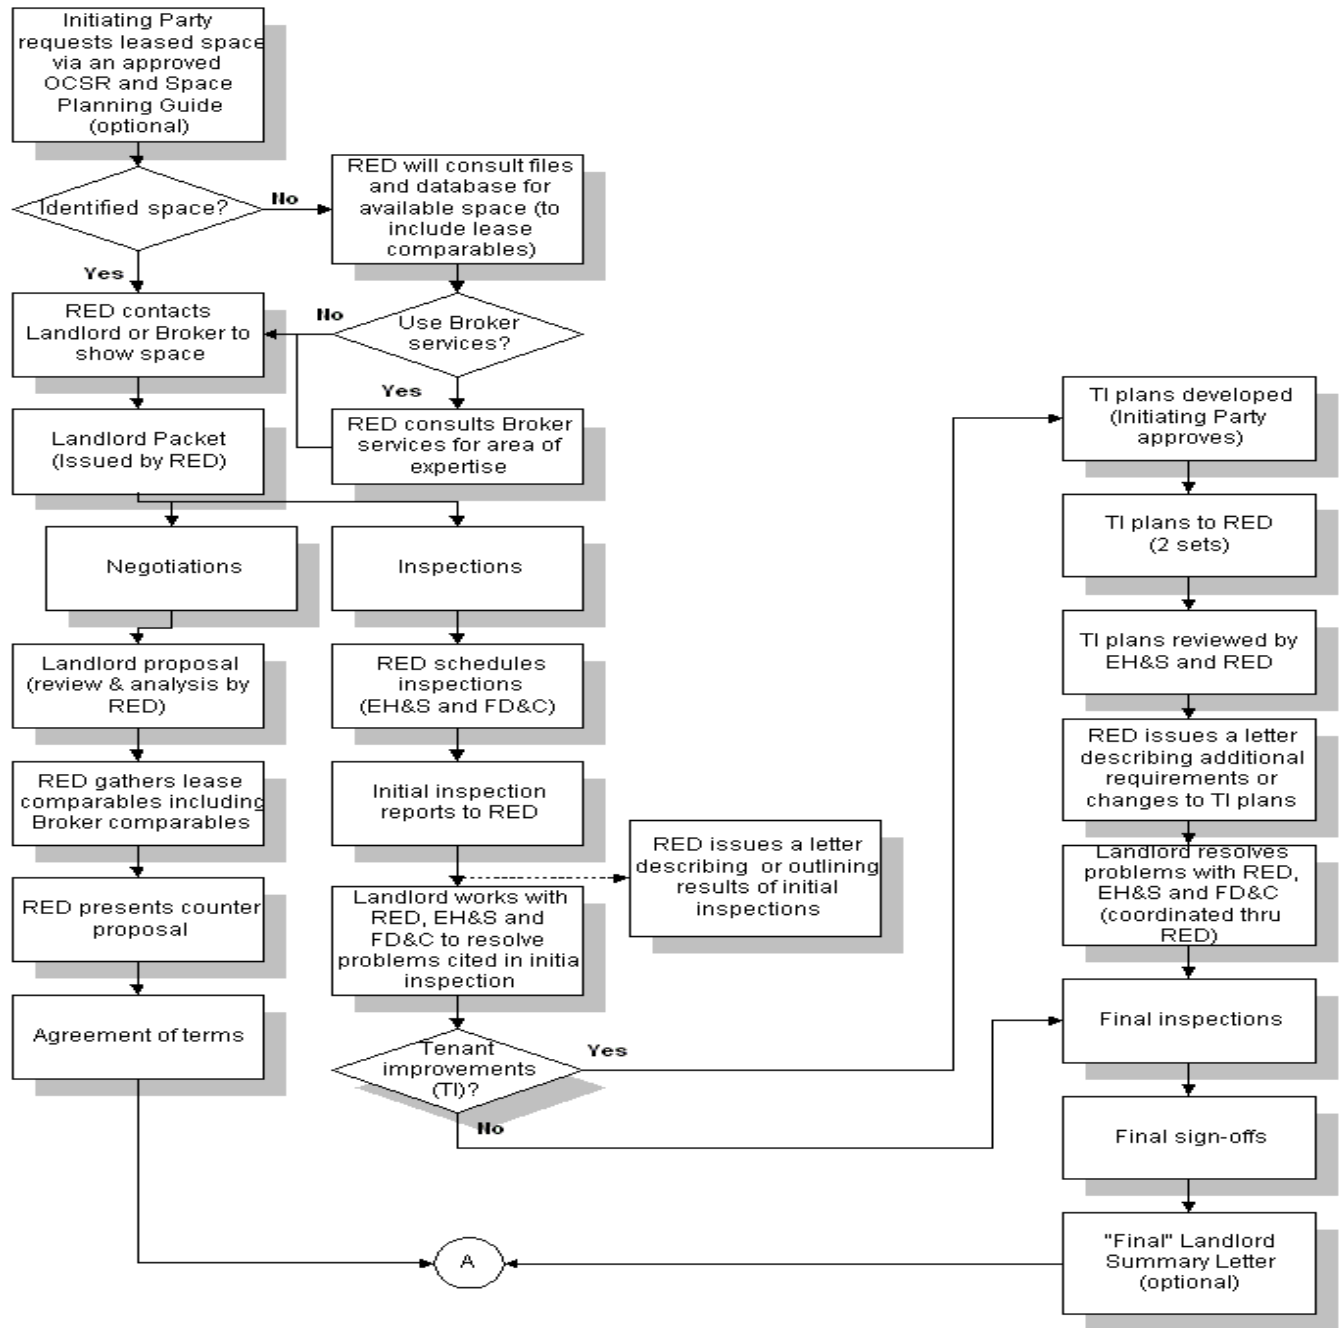 Initiating Party
requests leased space
via an approved
OCSR and Space
Planning Guide
(optional)
Identified space?
No
Yes
RED will consult files
and database for
available space (to
include lease
comparables)
RED contacts
Landlord or Broker to
show space
No
Use Broker
services?
Yes
Landlord Packet
(Issued by RED)
RED consults Broker
services for area of
expertise
Negotiations
Inspections
Landlord proposal
(review & analysis by
RED)
RED gathers lease
comparables including
Broker comparables
RED presents counter
proposal
Agreement of terms
RED schedules
inspections
(EH&S and FD&C)
Initial inspection
reports to RED
RED issues a letter
describing or outlining
results of initial
inspections
Landlord works with
RED, EH&S and
FD&C to resolve
problems cited in initia
inspection
Tenant
improvements
(TI)?
Yes
No
TI plans developed
(Initiating Party
approves)
TI plans to RED
(2 sets)
TI plans reviewed by
EH&S and RED
RED issues a letter
describing additional
requirements or
changes to TI plans
Landlord resolves
problems with RED,
EH&S and FD&C
(coordinated thru
RED)
Final inspections
Final sign-offs
"Final" Landlord
Summary Letter
(optional)
A